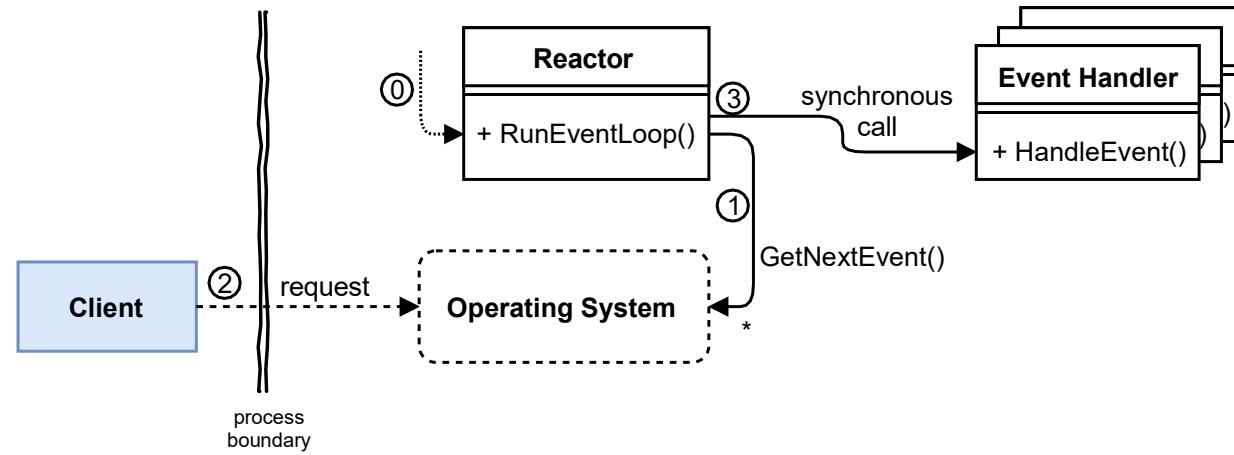 Reactor
0
+ RunEventLoop()
3
synchronous
call
Event Handler
+ HandleEvent()
)
)
1
GetNextEvent()
*
Client
2
request
Operating System
process
boundary